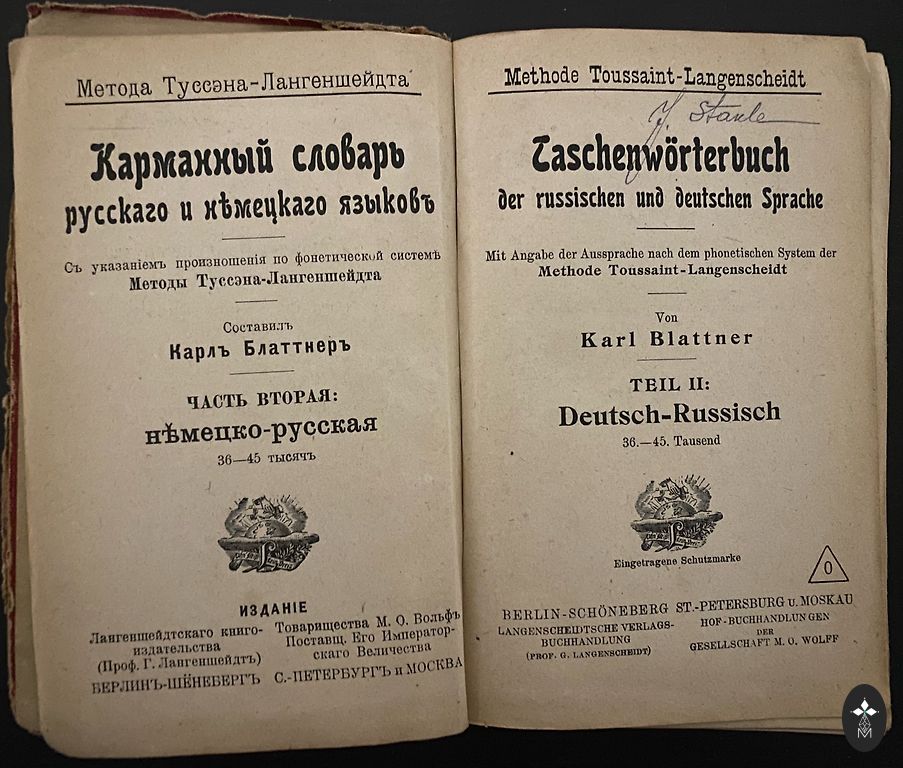 Метода Туссэна-Лангеншейдта
Карманный словарь
русскаго и нѣмецкаго языковъ
Съ указаніемъ произношенія по фонетической системѣ
Методы Туссэна-Лангеншейдта
Составилъ
Карлъ Блаттнеръ
ЧАСТЬ ВТОРАЯ:
нѣмецко-русская
36—45 тысячъ
ИЗДАНІЕ
Лангеншейдтскаго книго-
издательства
(Проф. Г. Лангеншейдтъ)
БЕРЛИНЪ-ШЁНЕБЕРГЪ
Товарищества М. О. Вольфъ
Поставщ. Его Император-
скаго Величества
С.-ПЕТЕРБУРГЪ и МОСКВА
Methode Toussaint-Langenscheidt
Taschenwörterbuch
der russischen und deutschen Sprache
Mit Angabe der Aussprache nach dem phonetischen System der
Methode Toussaint-Langenscheidt
Von
Karl Blattner
TEIL II:
Deutsch-Russisch
36.—45. Tausend
Eingetragene Schutzmarke
0
BERLIN-SCHÖNEBERG
LANGENSCHEIDTSCHE VERLAGS-
BUCHHANDLUNG
(PROF. G. LANGENSCHEIDT)
ST.-PETERSBURG U. MOSKAU
HOF-BUCHHANDLUNGEN
DER
GESELLSCHAFT M. O. WOLFF
M